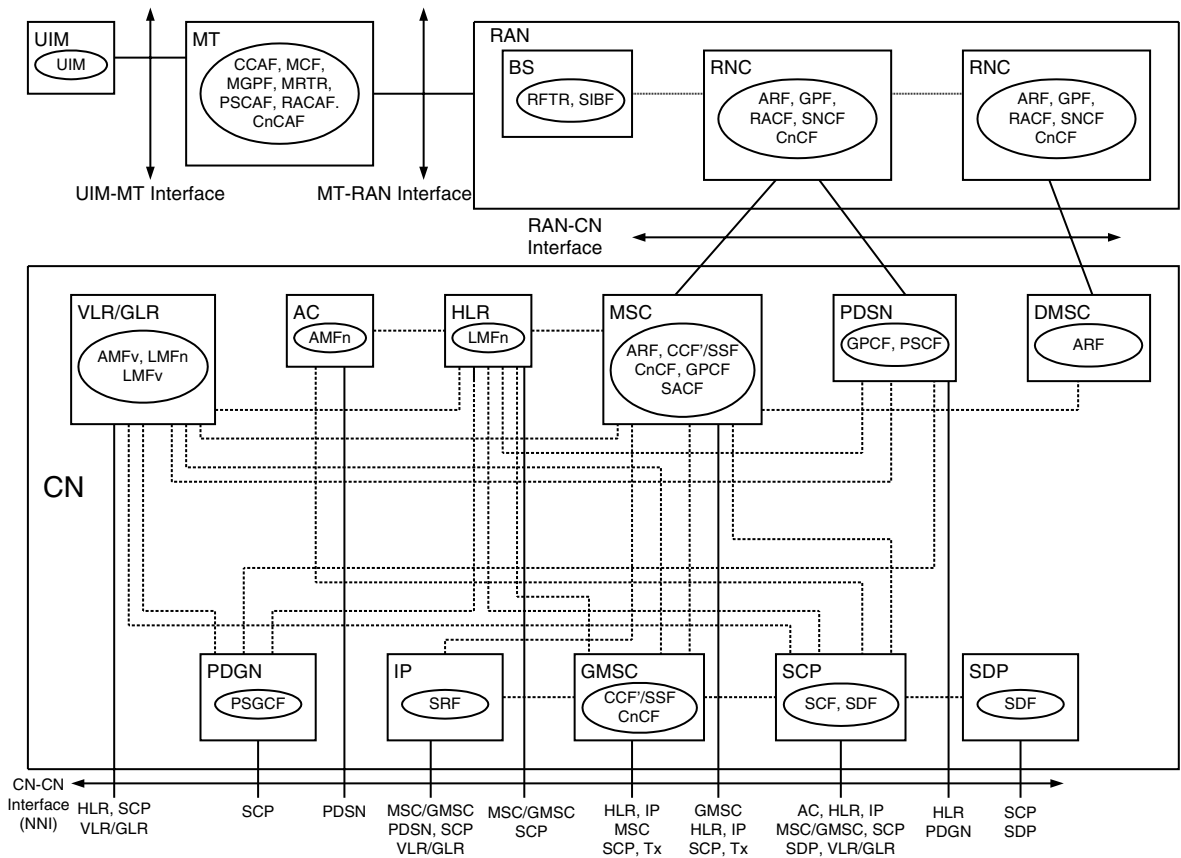 UIM
UIM
MT
CCAF, MCF,
MGPF, MRTR,
PSCAF, RACAF.
CnCAF
RAN
BS
RFTR, SIBF
RNC
ARF, GPF,
RACF, SNCF
CnCF
RNC
ARF, GPF,
RACF, SNCF
CnCF
UIM-MT Interface
MT-RAN Interface
RAN-CN
Interface
VLR/GLR
AMFv, LMFn
LMFv
AC
AMFn
HLR
LMFn
MSC
ARF, CCF'/SSF
CnCF, GPCF
SACF
PDSN
GPCF, PSCF
DMSC
ARF
CN
PDGN
PSGCF
IP
SRF
GMSC
CCF'/SSF
CnCF
SCP
SCF, SDF
SDP
SDF
CN-CN
Interface
(NNI)
HLR, SCP
VLR/GLR
SCP
PDSN
MSC/GMSC
PDSN, SCP
VLR/GLR
MSC/GMSC
SCP
HLR, IP
MSC
SCP, Tx
GMSC
HLR, IP
SCP, Tx
AC, HLR, IP
MSC/GMSC, SCP
SDP, VLR/GLR
HLR
PDGN
SCP
SDP